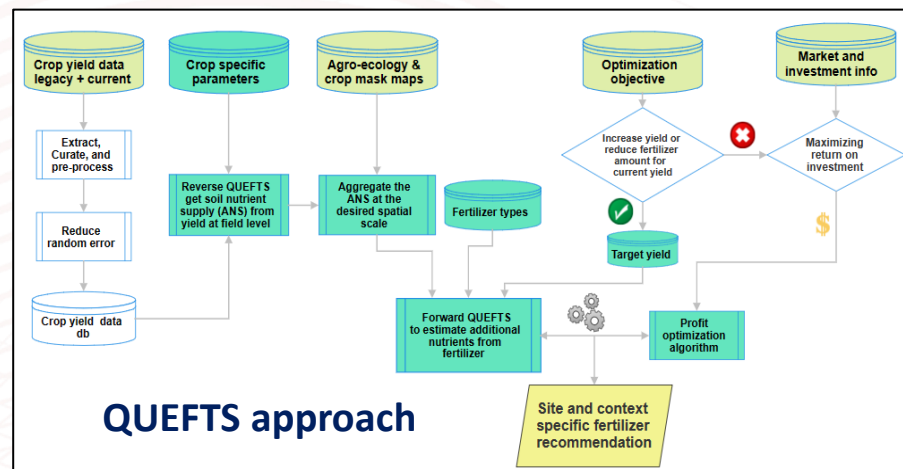 Crop yield data
legacy + current
Crop specific
parameters
Agro-ecology &
crop mask maps
Optimization
objective
Market and
investment info
Extract,
Curate, and
pre-process
Reduce
random error
Crop yield data
db
Reverse QUEFTS
get soil nutrient
supply (ANS) from
yield at field level
Aggregate the
ANS at the
desired spatial
scale
Fertilizer types
Increase yield or
reduce fertilizer
amount for
current yield
Maximizing
return on
investment
$
Target yield
Forward QUEFTS
to estimate additional
nutrients from
fertilizer
Profit
optimization
algorithm
Site and context
specific fertilizer
recommendation
QUEFTS approach